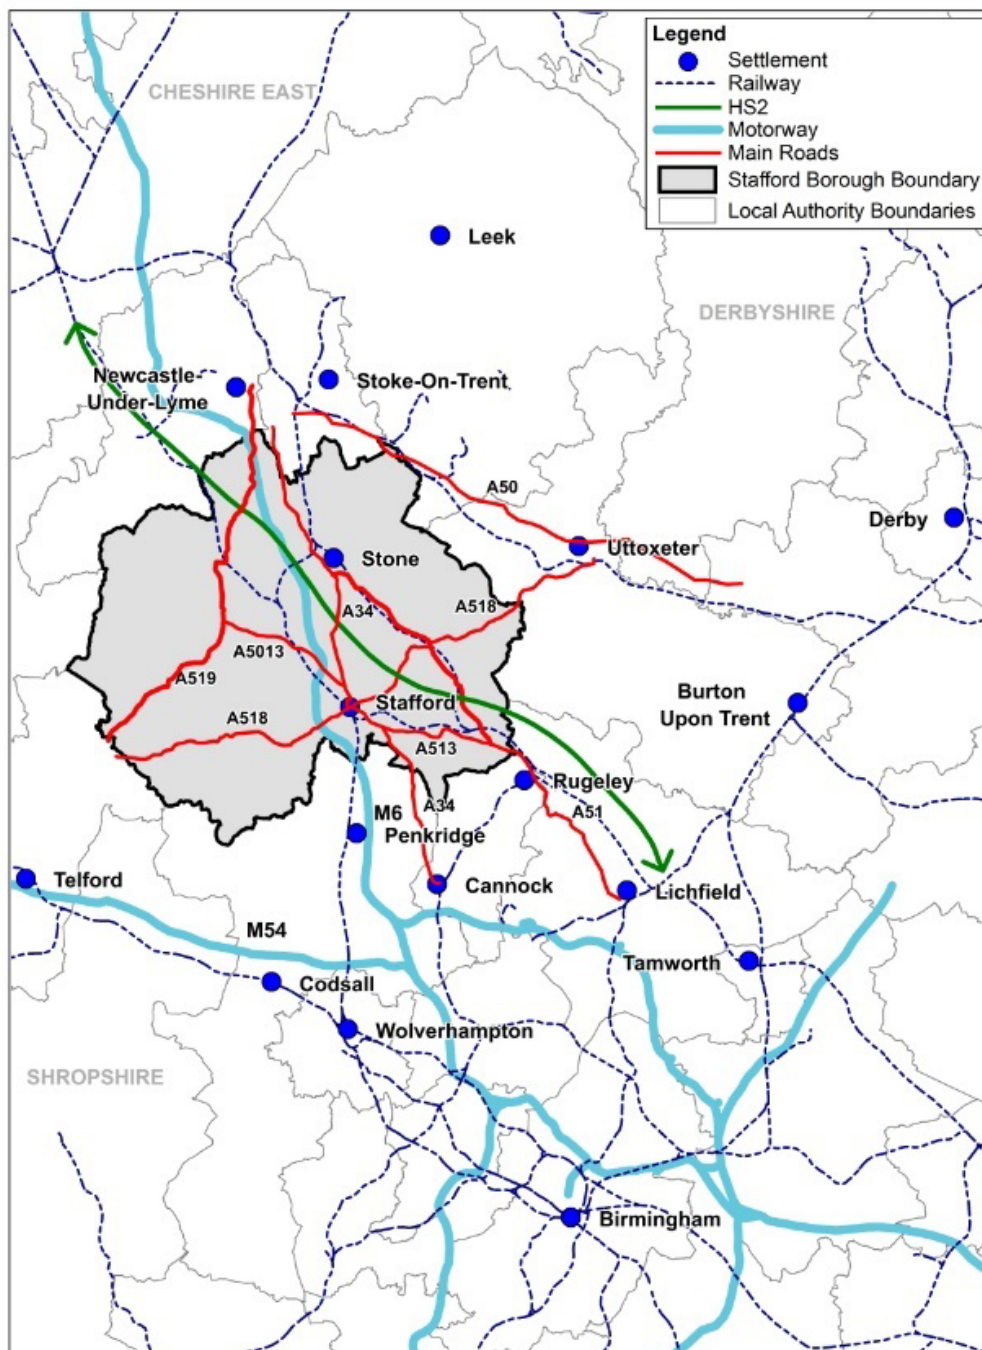 Legend
Settlement
Railway
HS2
Motorway
Main Roads
Stafford Borough Boundary
Local Authority Boundaries
CHESHIRE EAST
Leek
DERBYSHIRE
Newcastle-
Under-Lyme
Stoke-On-Trent
A50
Derby
Uttoxeter
Stone
A34
A518
A5013
A519
Stafford
Burton
Upon Trent
A518
A513
Rugeley
A34
A51
M6
Penkridge
Telford
Cannock
Lichfield
M54
Tamworth
Codsall
Wolverhampton
SHROPSHIRE
Birmingham